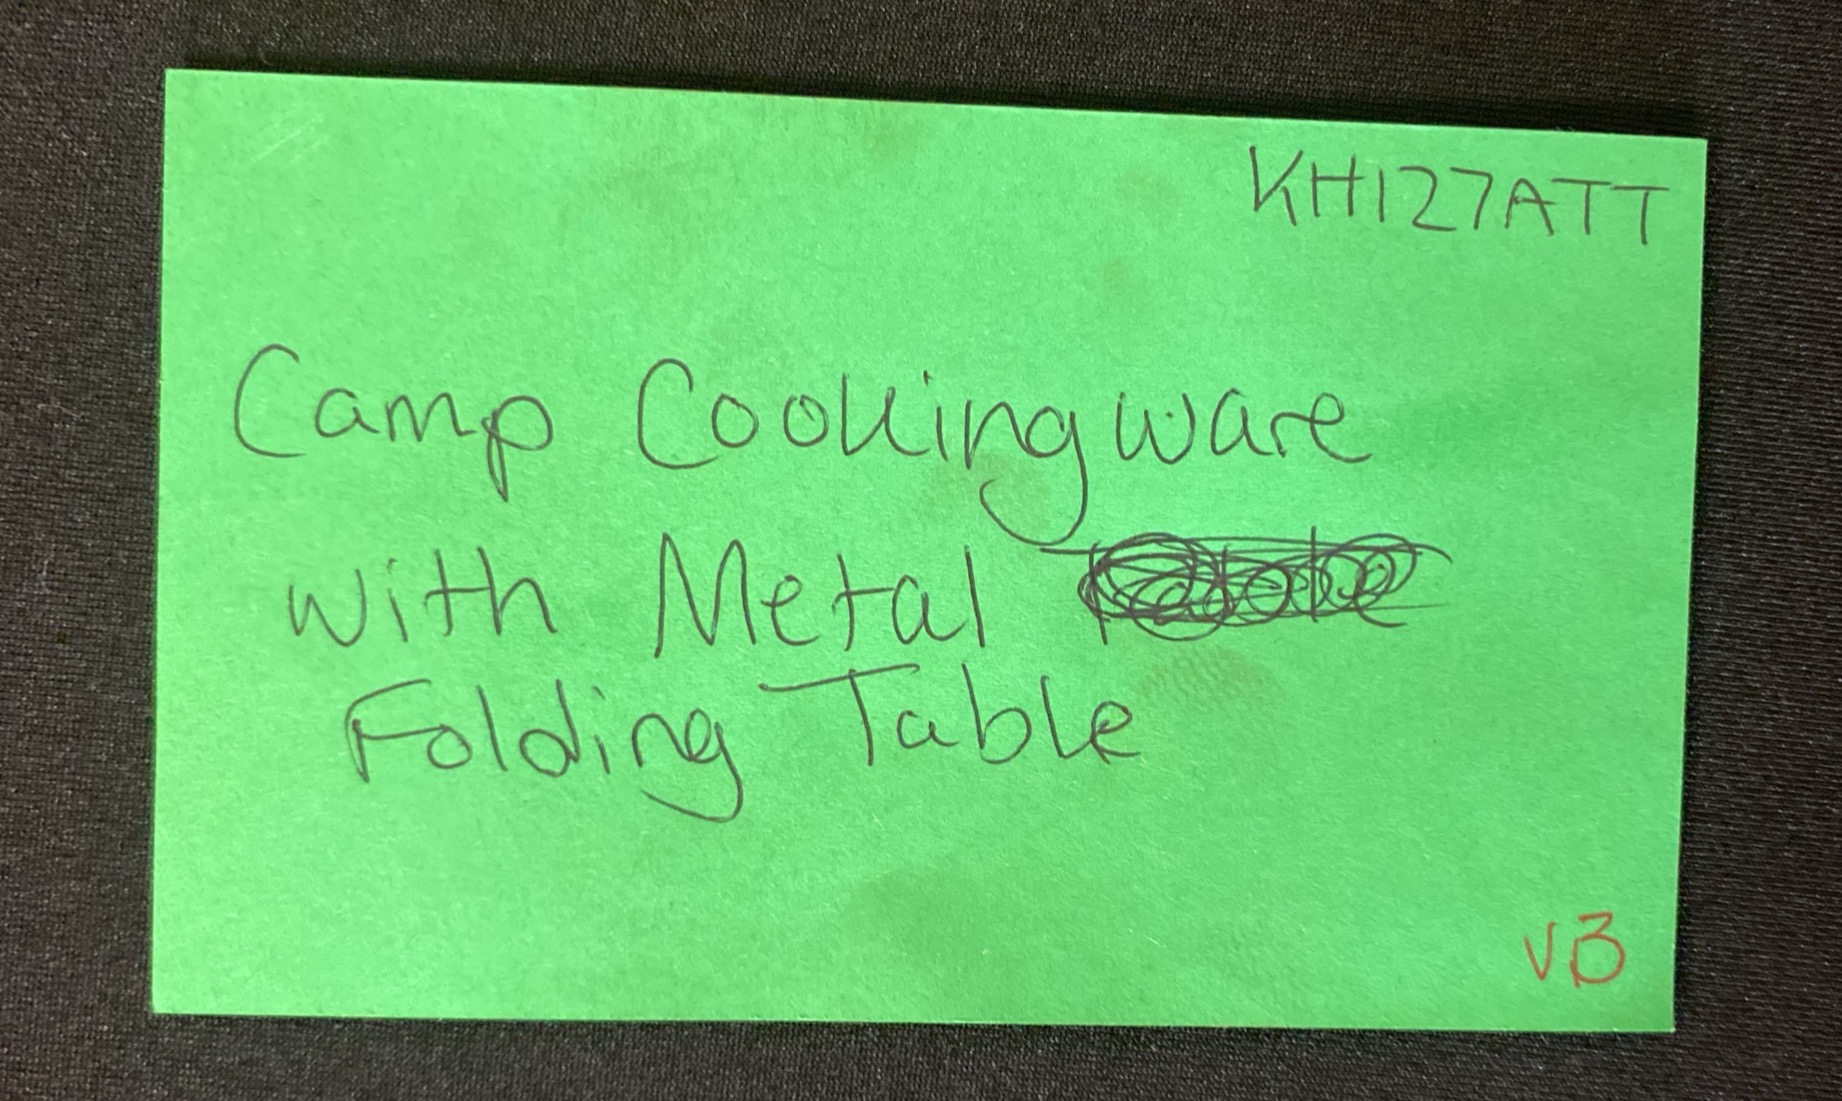 KH127ATT
Camp Cookingware
with Metal
Folding Table
VB